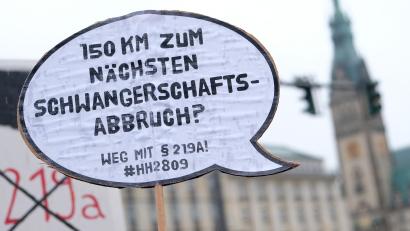 150 KM ZUM
NÄCHSTEN
SCHWANGERSCHAFTS-
ABBRUCH?
WEG MIT § 219A!
#HH2809
219a